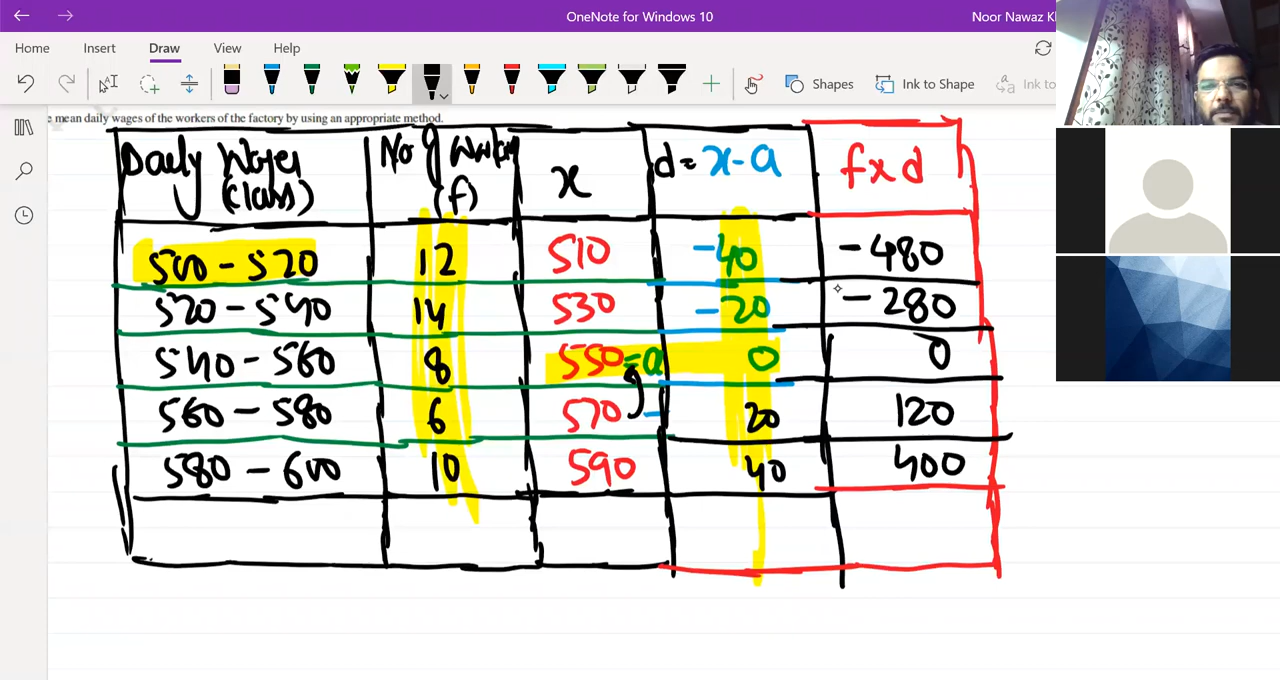 OneNote for Windows 10
Noor Nawaz Kh
Home Insert Draw View Help
Shapes Ink to Shape Ink to
e mean daily wages of the workers of the factory by using an appropriate method.
Daily Wages (Class) No of Workers (f) x d = x - a f x d
500 - 520 12 510 -40 -480
520 - 540 14 530 -20 -280
540 - 560 8 550 = a 0 0
560 - 580 6 570 20 120
580 - 600 10 590 40 400